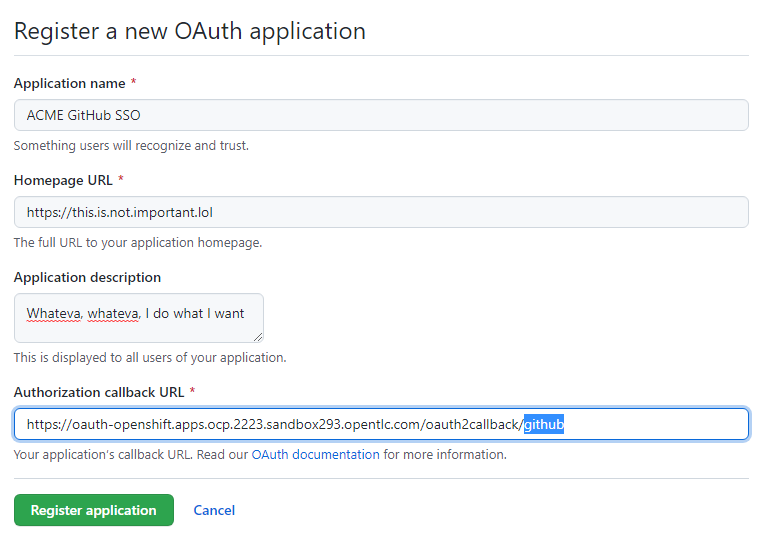 Register a new OAuth application
Application name *
ACME GitHub SSO
Something users will recognize and trust.
Homepage URL *
https://this.is.not.important.lol
The full URL to your application homepage.
Application description
Whateva, whateva, I do what I want
This is displayed to all users of your application.
Authorization callback URL *
https://oauth-openshift.apps.ocp.2223.sandbox293.opentlc.com/oauth2callback/github
Your application's callback URL. Read our OAuth documentation for more information.
Register application Cancel